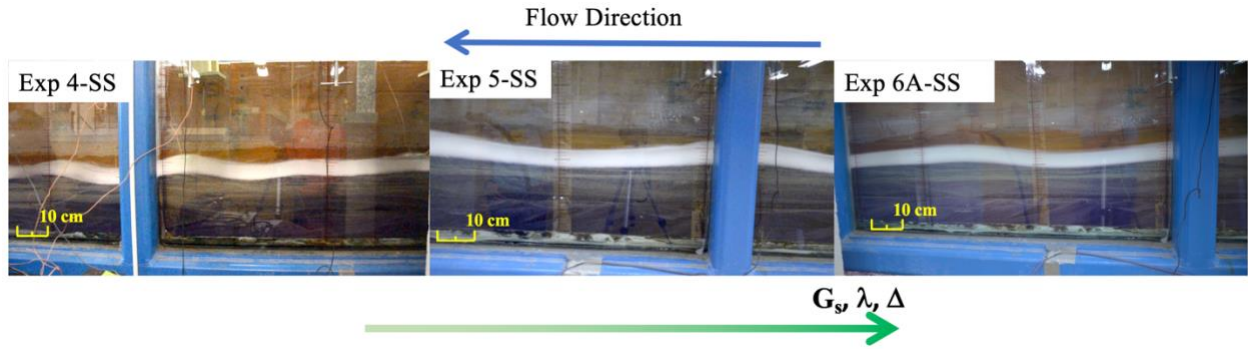 Flow Direction
Exp 4-SS
Exp 5-SS
Exp 6A-SS
10 cm
10 cm
10 cm
Gₛ, λ, Δ